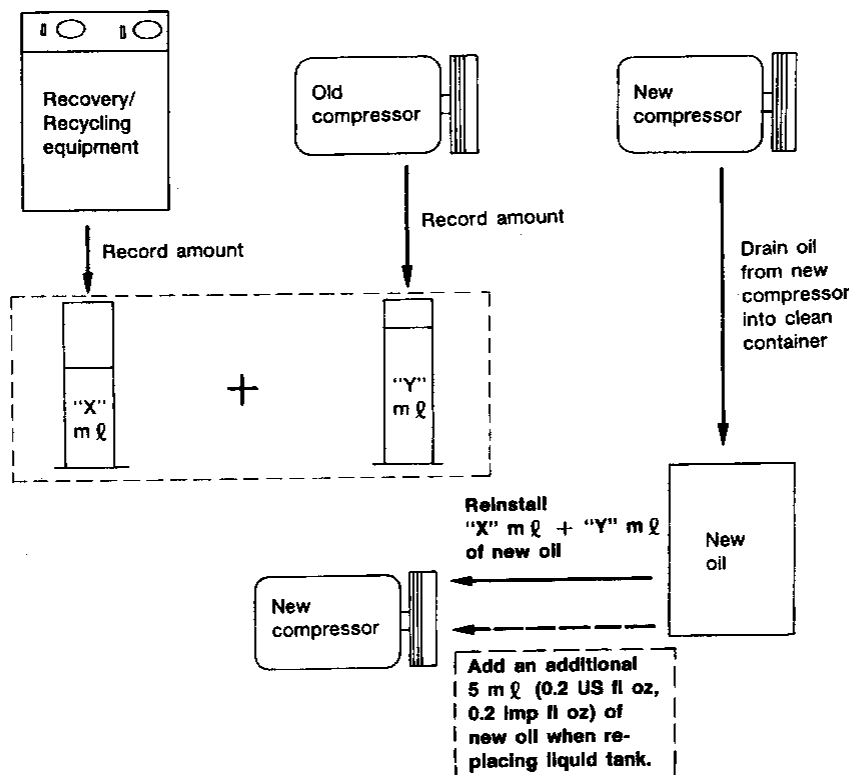 Recovery/
Recycling
equipment
Old
compressor
New
compressor
Record amount
Record amount
Drain oil
from new
compressor
into clean
container
"X"
m ℓ
+
"Y"
m ℓ
Reinstall
"X" m ℓ + "Y" m ℓ
of new oil
New
oil
New
compressor
Add an additional
5 m ℓ (0.2 US fl oz,
0.2 Imp fl oz) of
new oil when re-
placing liquid tank.